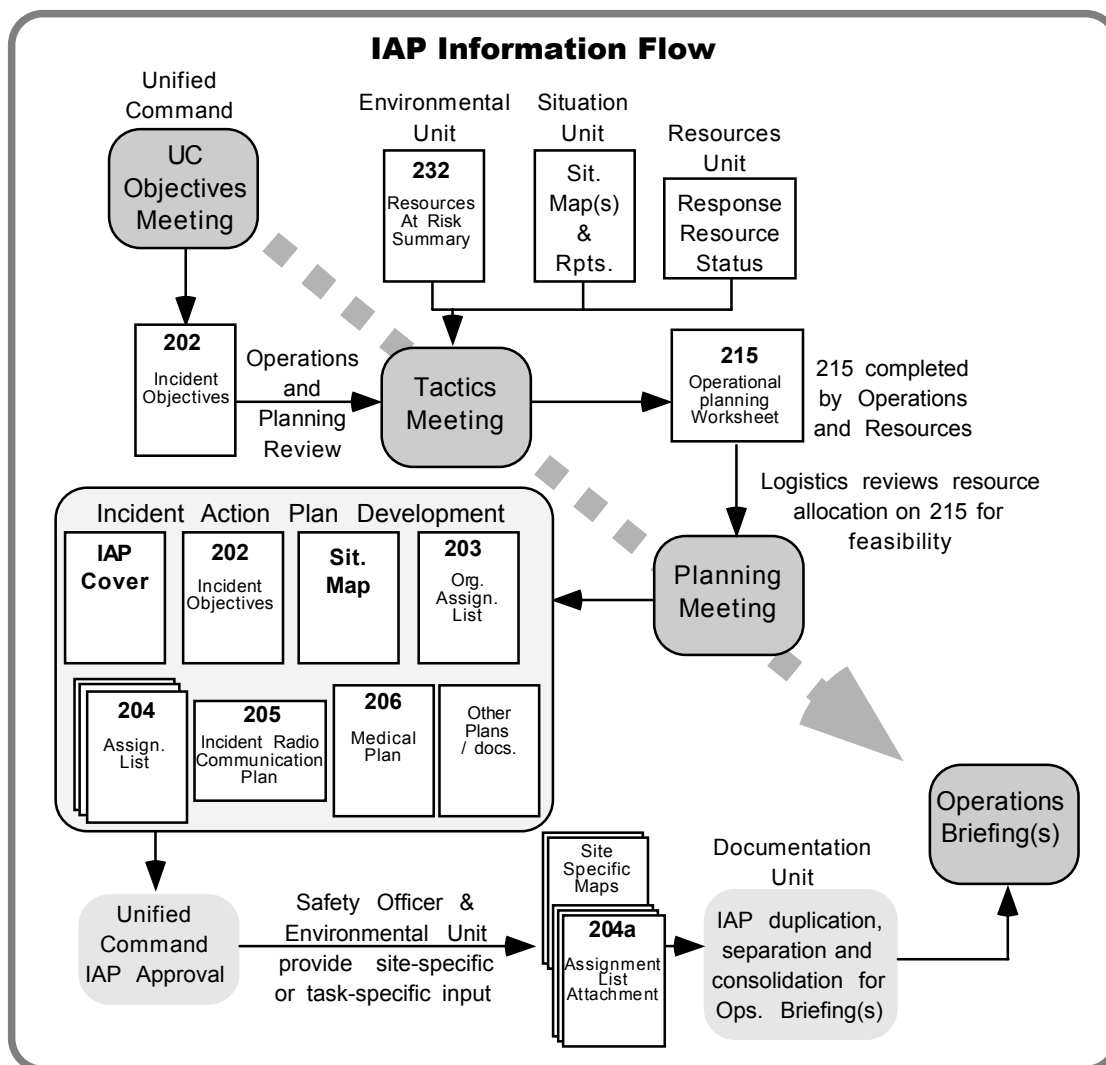 IAP Information Flow
Unified
Command
UC
Objectives
Meeting
Environmental
Unit
232
Resources
At Risk
Summary
Situation
Unit
Sit.
Map(s)
&
Rpts.
Resources
Unit
Response
Resource
Status
202
Incident
Objectives
Operations
and
Planning
Review
Tactics
Meeting
215
Operational
planning
Worksheet
215 completed
by Operations
and Resources
Logistics reviews resource
allocation on 215 for
feasibility
Planning
Meeting
Incident Action Plan Development
IAP
Cover
202
Incident
Objectives
Sit.
Map
203
Org.
Assign.
List
204
Assign.
List
205
Incident Radio
Communication
Plan
206
Medical
Plan
Other
Plans
/ docs.
Unified
Command
IAP Approval
Safety Officer &
Environmental Unit
provide site-specific
or task-specific input
Site
Specific
Maps
204a
Assignment
List
Attachment
Documentation
Unit
IAP duplication,
separation and
consolidation for
Ops. Briefing(s)
Operations
Briefing(s)